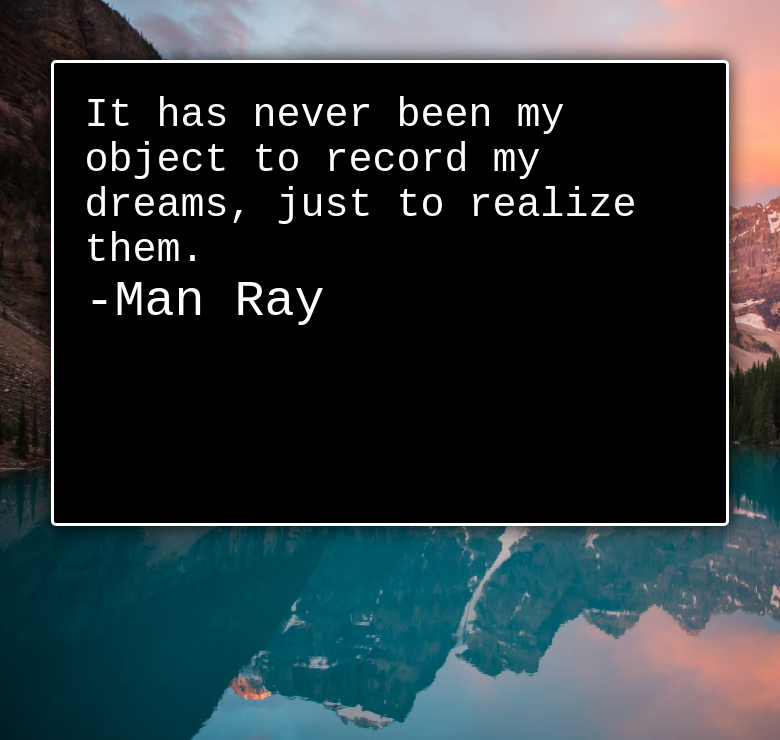 It has never been my
object to record my
dreams, just to realize
them.
-Man Ray